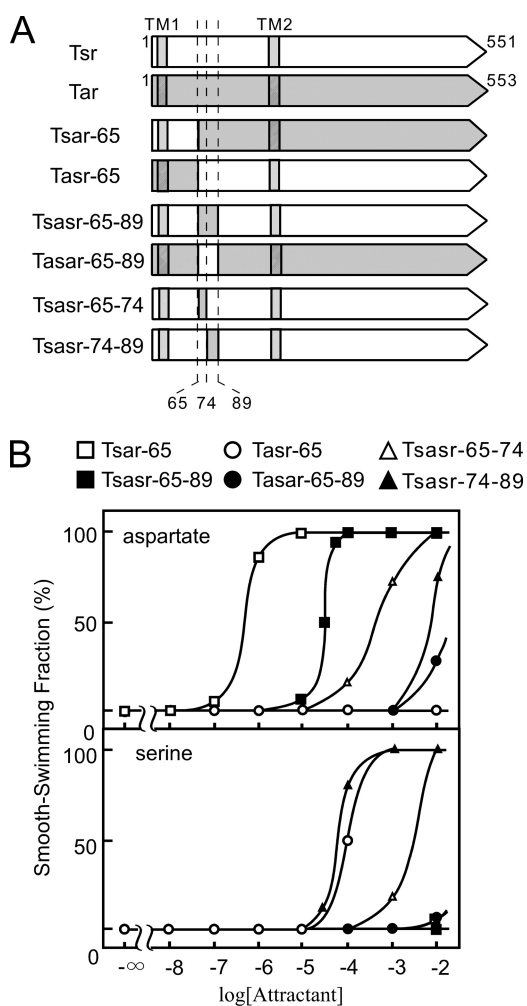 A
TM1 TM2
1 551
Tsr
1 553
Tar
Tsar-65
Tasr-65
Tsasr-65-89
Tasar-65-89
Tsasr-65-74
Tsasr-74-89
65 74 89
B
Tsar-65 Tasr-65 Tsasr-65-74
Tsasr-65-89 Tasar-65-89 Tsasr-74-89
Smooth-Swimming Fraction (%)
aspartate
100
50
0
serine
100
50
0
-∞ -8 -7 -6 -5 -4 -3 -2
log[Attractant]